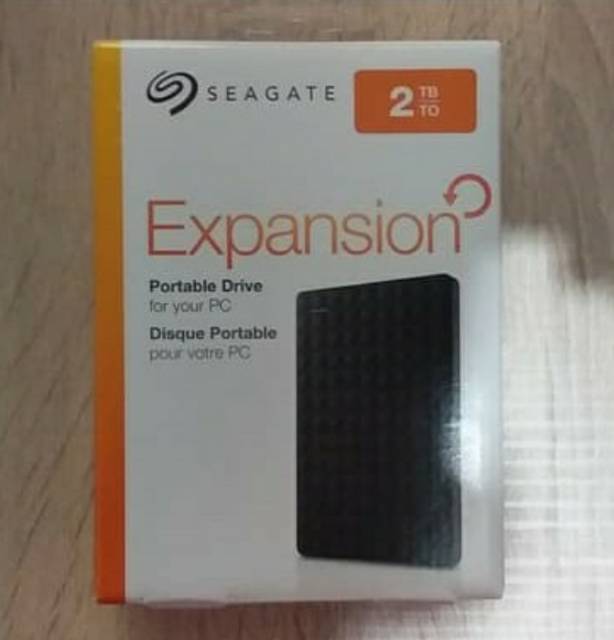 SEAGATE
2 TB
TO
Expansion
Portable Drive
for your PC
Disque Portable
pour votre PC